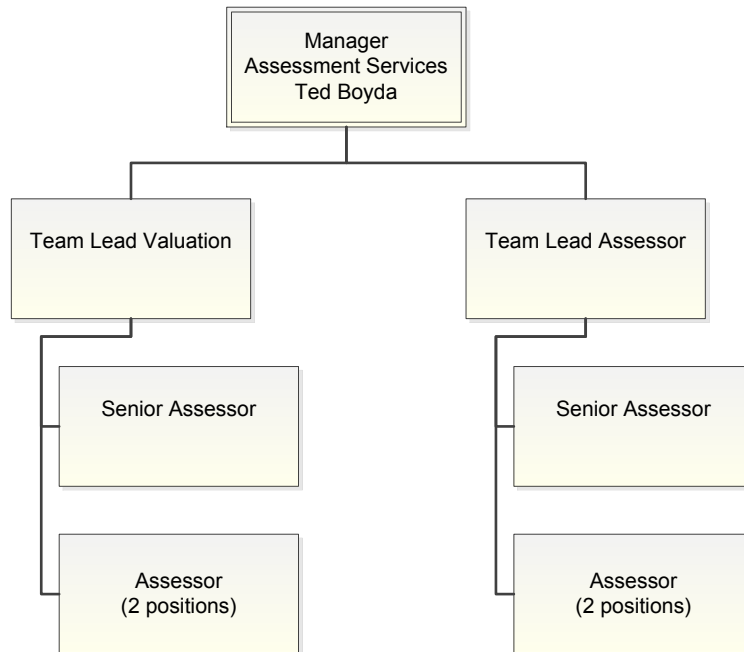 Manager
Assessment Services
Ted Boyda
Team Lead Valuation
Team Lead Assessor
Senior Assessor
Senior Assessor
Assessor
(2 positions)
Assessor
(2 positions)